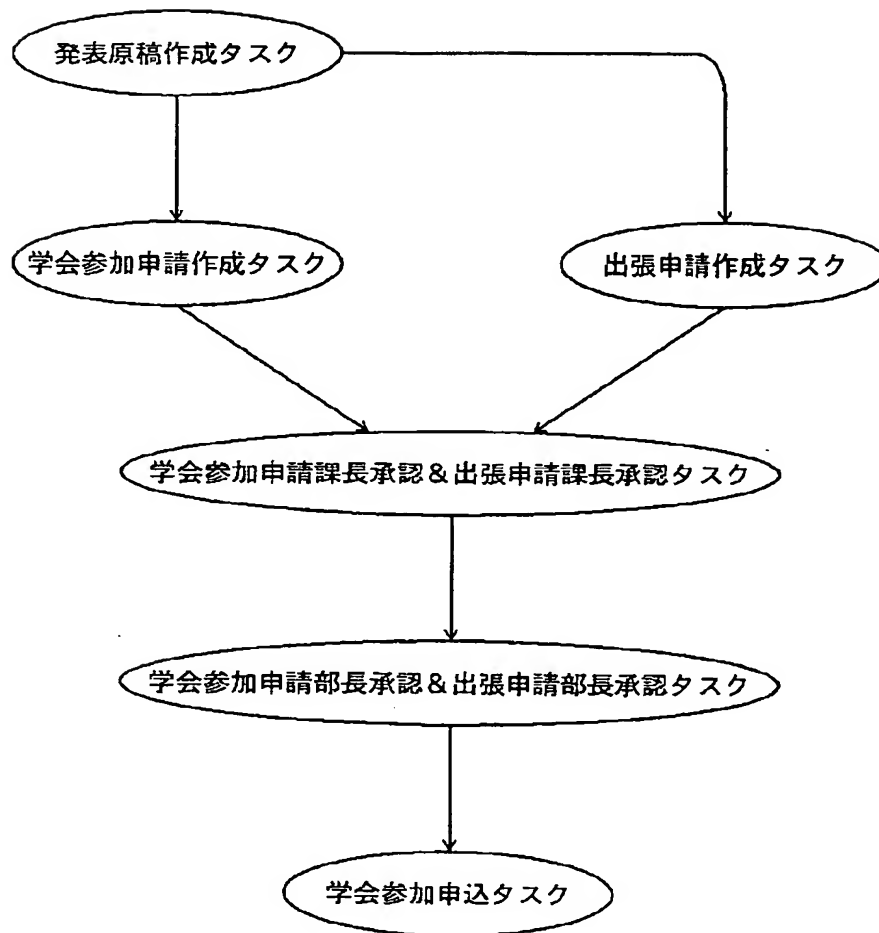 発表原稿作成タスク
学会参加申請作成タスク
出張申請作成タスク
学会参加申請課長承認＆出張申請課長承認タスク
学会参加申請部長承認＆出張申請部長承認タスク
学会参加申込タスク